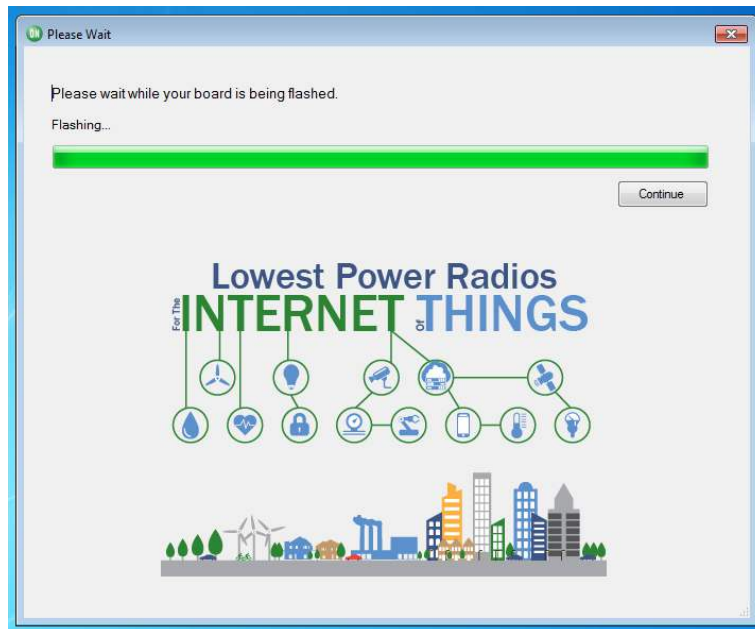 ON Please Wait
Please wait while your board is being flashed.
Flashing...
Continue
Lowest Power Radios
For The INTERNET Of THINGS